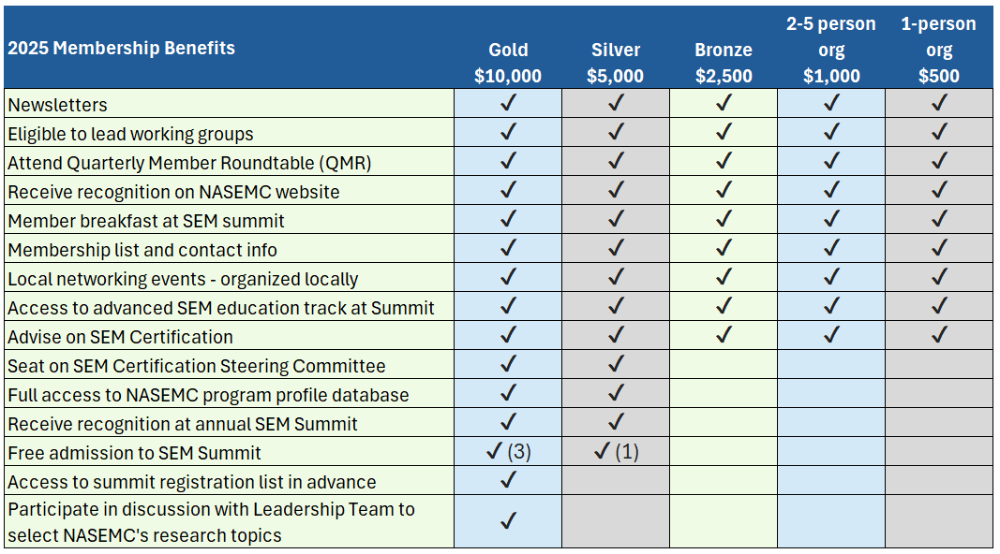 2025 Membership Benefits Gold $10,000 Silver $5,000 Bronze $2,500 2-5 person org $1,000 1-person org $500
Newsletters ✓ ✓ ✓ ✓ ✓
Eligible to lead working groups ✓ ✓ ✓ ✓ ✓
Attend Quarterly Member Roundtable (QMR) ✓ ✓ ✓ ✓ ✓
Receive recognition on NASEMC website ✓ ✓ ✓ ✓ ✓
Member breakfast at SEM summit ✓ ✓ ✓ ✓ ✓
Membership list and contact info ✓ ✓ ✓ ✓ ✓
Local networking events - organized locally ✓ ✓ ✓ ✓ ✓
Access to advanced SEM education track at Summit ✓ ✓ ✓ ✓ ✓
Advise on SEM Certification ✓ ✓ ✓ ✓ ✓
Seat on SEM Certification Steering Committee ✓ ✓
Full access to NASEMC program profile database ✓ ✓
Receive recognition at annual SEM Summit ✓ ✓
Free admission to SEM Summit ✓ (3) ✓ (1)
Access to summit registration list in advance ✓
Participate in discussion with Leadership Team to
select NASEMC's research topics ✓